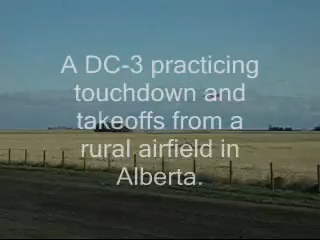 A DC-3 practicing
touchdown and
takeoffs from a
rural airfield in
Alberta.